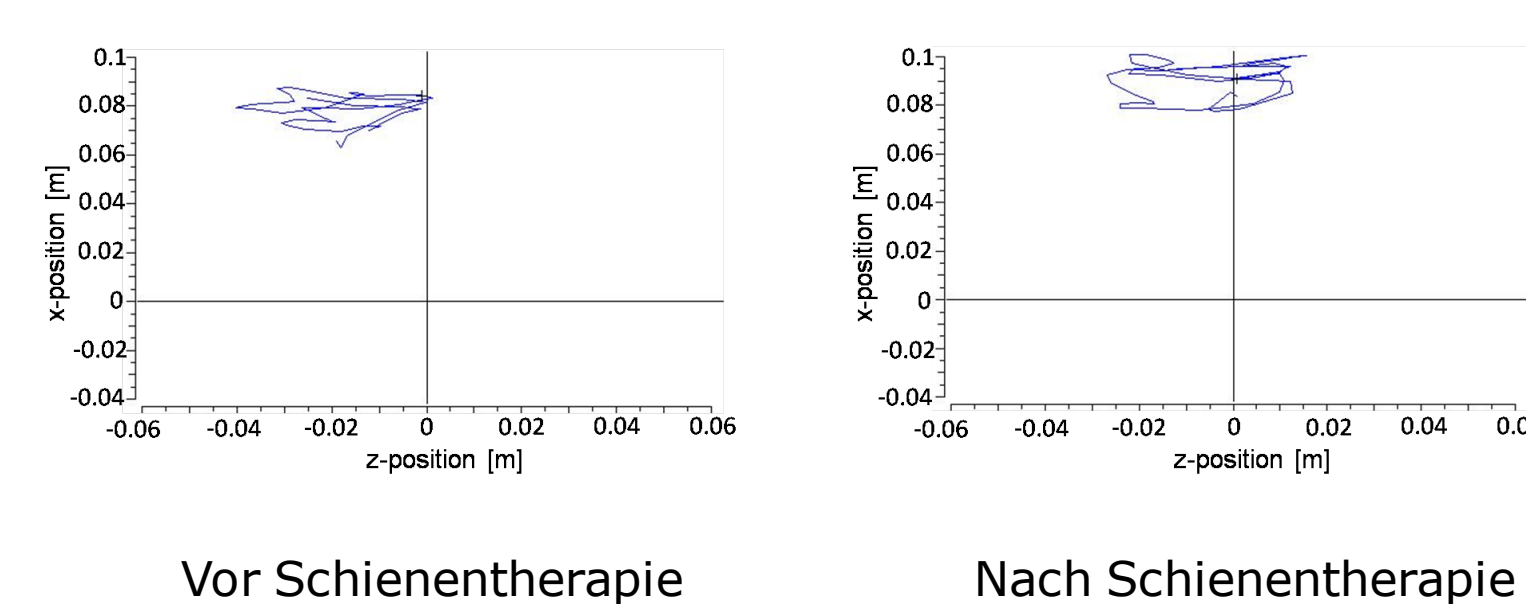 0.1
0.08
0.06
0.04
0.02
0
-0.02
-0.04
x-position [m]
-0.06 -0.04 -0.02 0 0.02 0.04 0.06
z-position [m]
Vor Schienentherapie
0.1
0.08
0.06
0.04
0.02
0
-0.02
-0.04
x-position [m]
-0.06 -0.04 -0.02 0 0.02 0.04 0.0
z-position [m]
Nach Schienentherapie